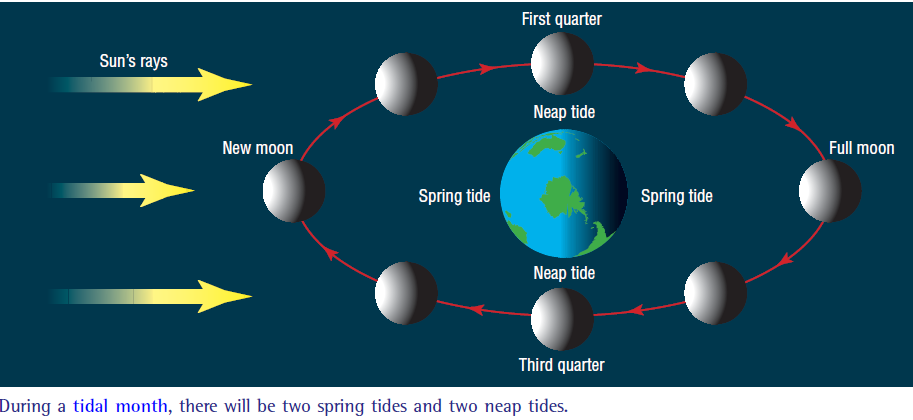 First quarter
Sun's rays
Neap tide
New moon
Full moon
Spring tide
Spring tide
Neap tide
Third quarter
During a tidal month, there will be two spring tides and two neap tides.